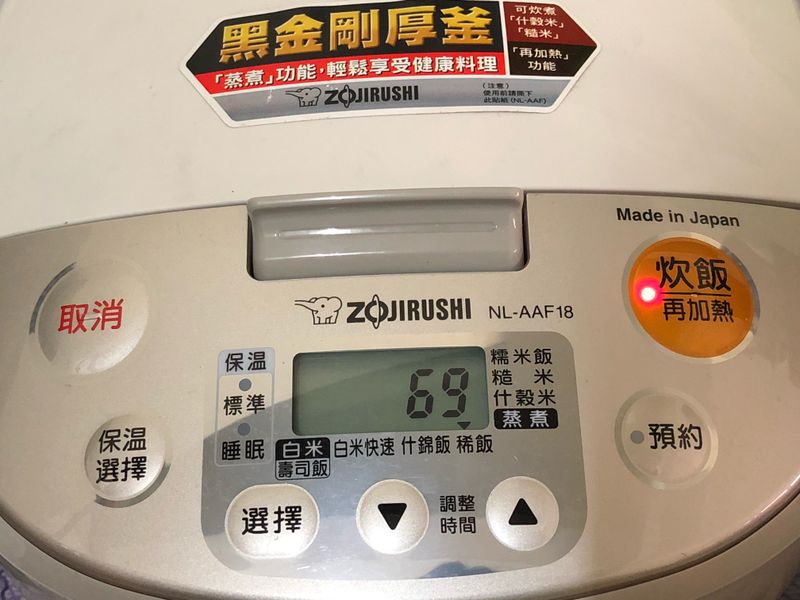 黑金剛厚釜
「蒸煮」功能,輕鬆享受健康料理
可炊煮
「什穀米」
「糙米」
「再加熱」
功能
ZOJIRUSHI
(注意)
使用前請撕下
此貼紙(NL-AAF)
Made in Japan
取消
ZOJIRUSHI NL-AAF18
炊飯
再加熱
保温
標準
睡眠
69
糯米飯
糙米
什穀米
蒸煮
白米 白米快速 什錦飯 稀飯
壽司飯
保温
選擇
預約
選擇
調整
時間